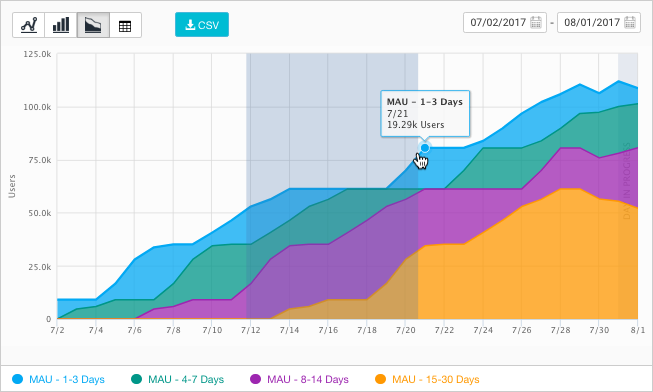 CSV
07/02/2017 - 08/01/2017
125.0k
100.0k
75.0k
50.0k
25.0k
0
Users
MAU - 1-3 Days
7/21
19.29k Users
DAY IN PROGRESS
7/2 7/4 7/6 7/8 7/10 7/12 7/14 7/16 7/18 7/20 7/22 7/24 7/26 7/28 7/30 8/1
MAU - 1-3 Days MAU - 4-7 Days MAU - 8-14 Days MAU - 15-30 Days